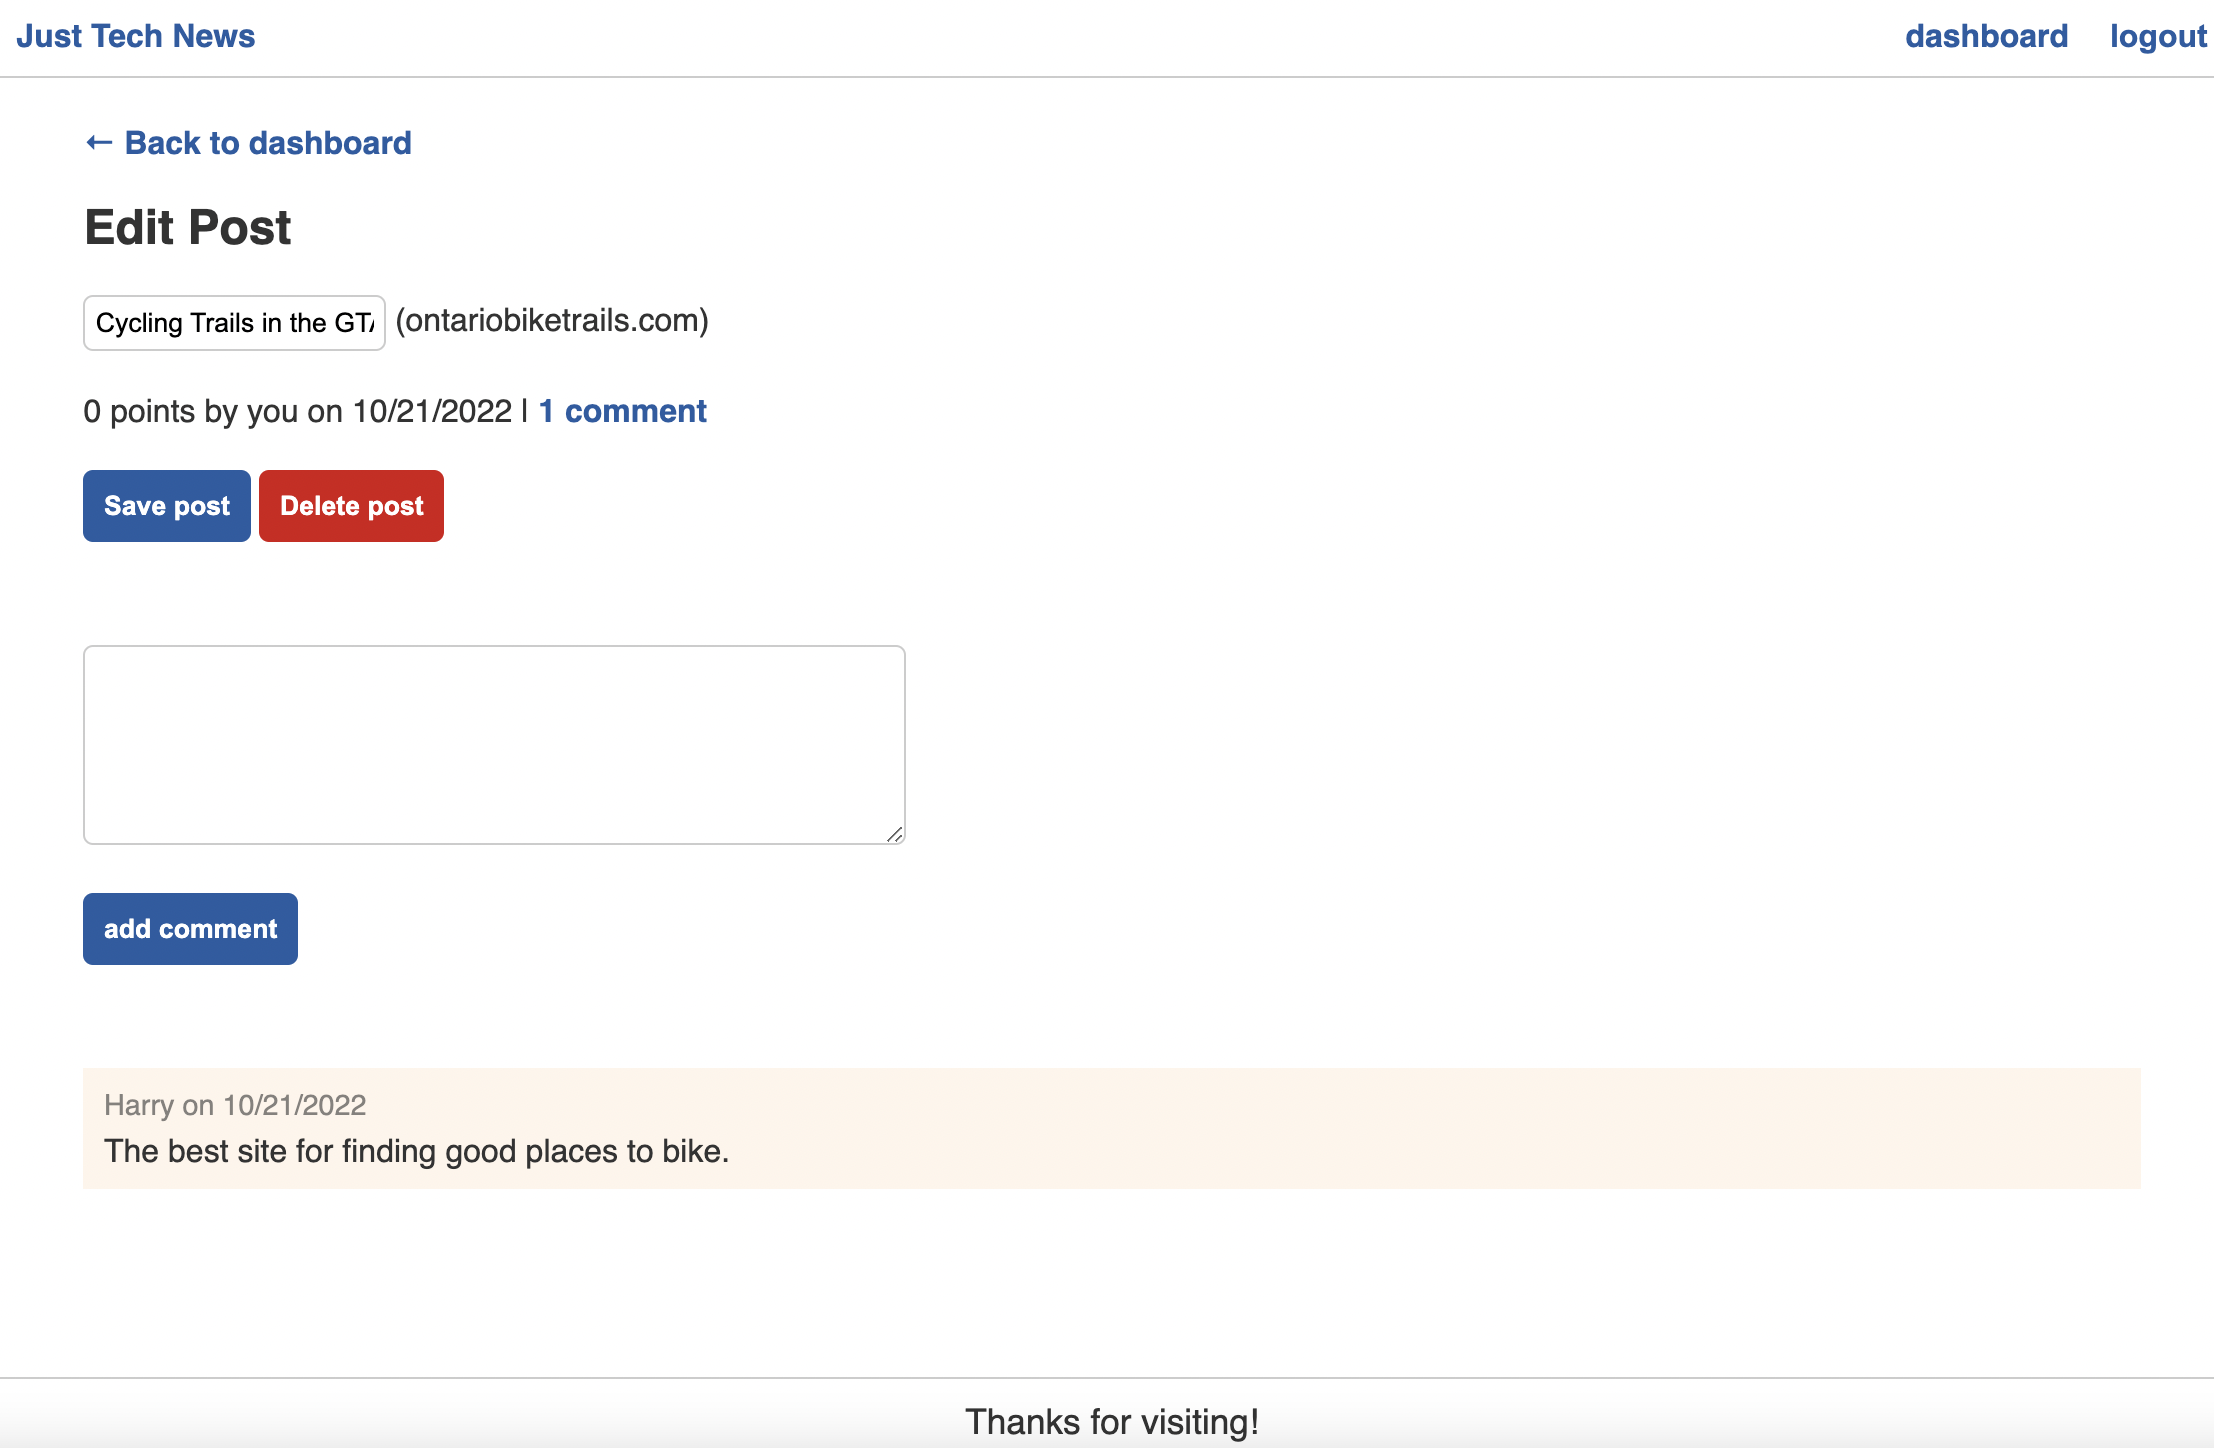 Just Tech News dashboard logout
← Back to dashboard
Edit Post
Cycling Trails in the GTA (ontariobiketrails.com)
0 points by you on 10/21/2022 | 1 comment
Save post Delete post
add comment
Harry on 10/21/2022
The best site for finding good places to bike.
Thanks for visiting!